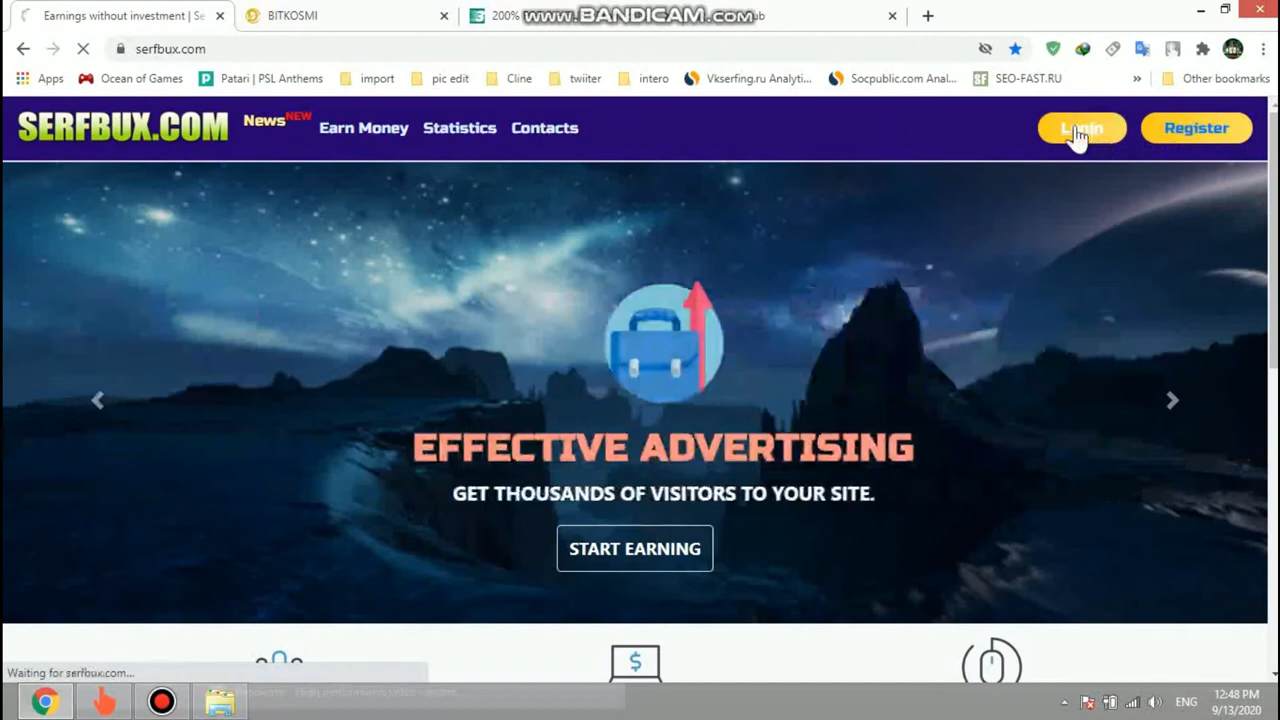 Earnings without investment | Se
BITKOSMI
200%
www.BANDICAM.com
ub
serfbux.com
Apps
Ocean of Games
Patari | PSL Anthems
import
pic edit
Cline
twiiter
intero
Vkserfing.ru Analyti...
Socpublic.com Anal...
SEO-FAST.RU
»
Other bookmarks
SERFBUX.COM
News NEW
Earn Money
Statistics
Contacts
Login
Register
EFFECTIVE ADVERTISING
GET THOUSANDS OF VISITORS TO YOUR SITE.
START EARNING
Waiting for serfbux.com...
ENG
12:48 PM
9/13/2020